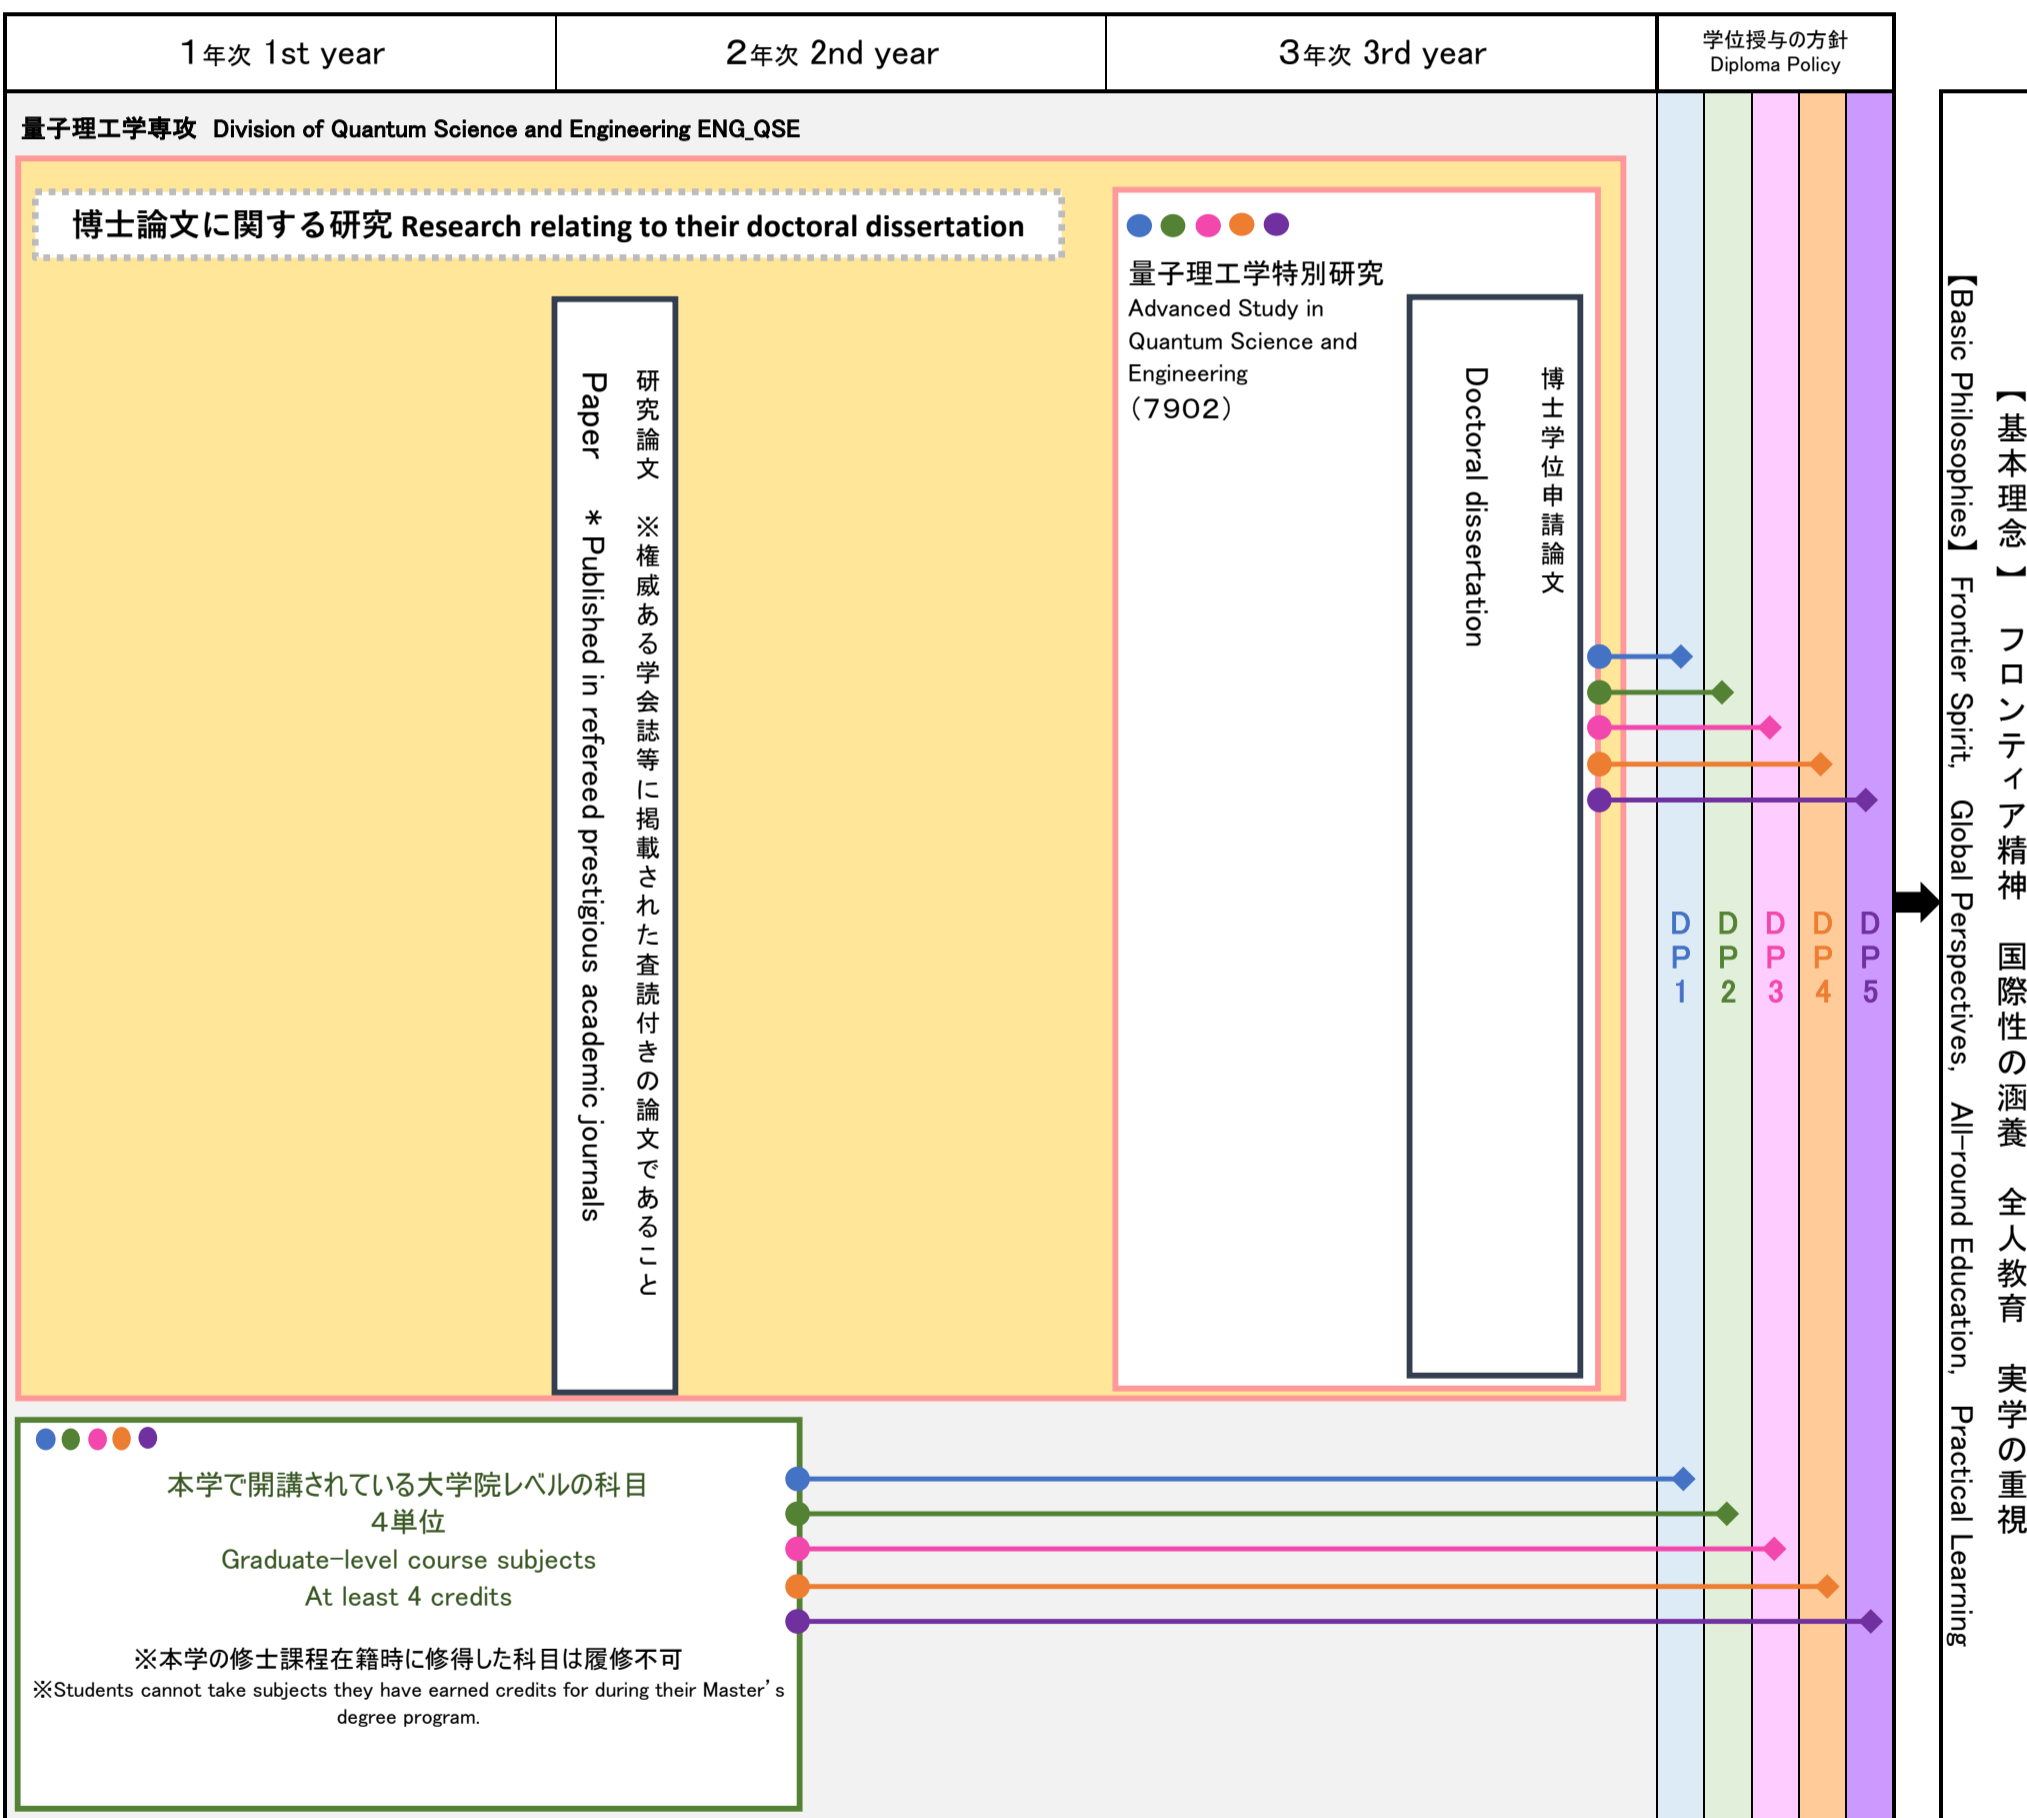 1年次 1st year
2年次 2nd year
3年次 3rd year
学位授与の方針
Diploma Policy
量子理工学専攻 Division of Quantum Science and Engineering ENG_QSE
博士論文に関する研究 Research relating to their doctoral dissertation
研究論文 ※権威ある学会誌等に掲載された査読付きの論文であること
Paper *Published in refereed prestigious academic journals
量子理工学特別研究
Advanced Study in
Quantum Science and
Engineering
(7902)
博士学位申請論文
Doctoral dissertation
DP1
DP2
DP3
DP4
DP5
【基本理念】 フロンティア精神 国際性の涵養 全人教育 実学の重視
【Basic Philosophies】 Frontier Spirit, Global Perspectives, All-round Education, Practical Learning
本学で開講されている大学院レベルの科目
4単位
Graduate-level course subjects
At least 4 credits
※本学の修士課程在籍時に修得した科目は履修不可
※Students cannot take subjects they have earned credits for during their Master's
degree program.